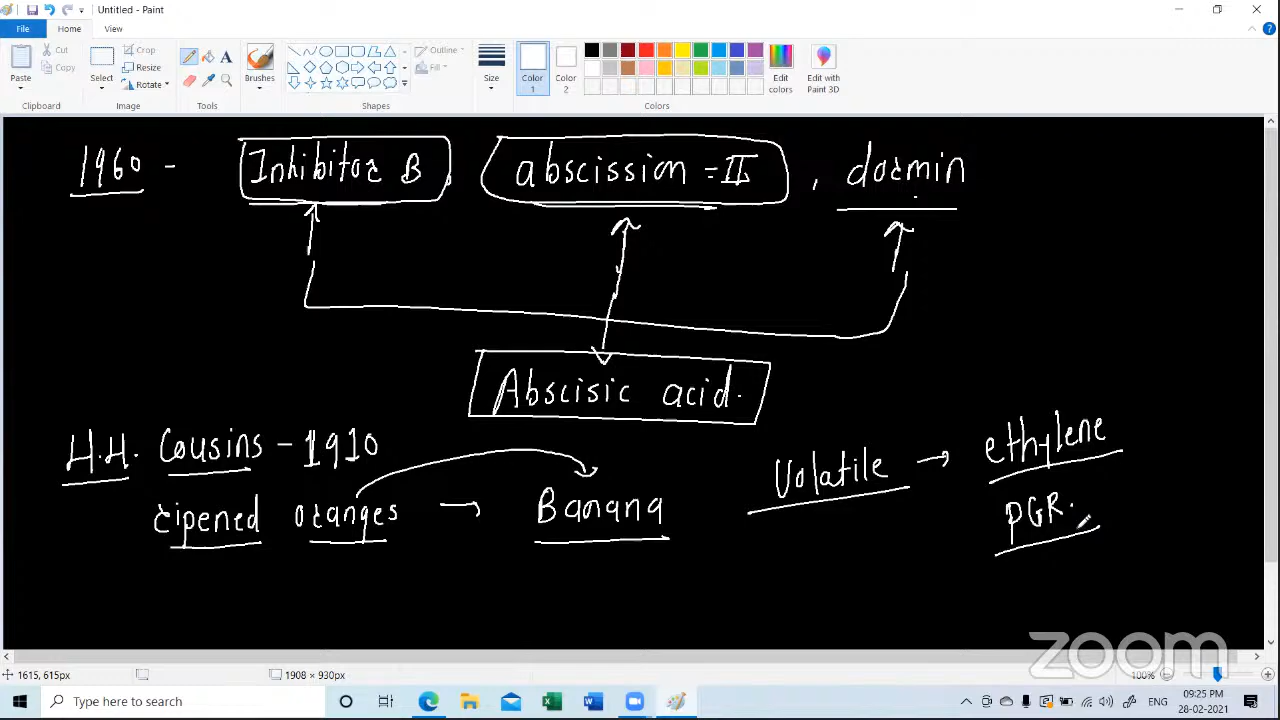 Untitled - Paint
File Home View
Paste Cut Copy Clipboard
Select Crop Resize Rotate Image
Tools
Brushes
Shapes Outline Fill
Size
Color 1 Color 2 Edit colors Edit with Paint 3D Colors
1960 - Inhibitor B, abscission - II, dormin
Abscisic acid.
H.H. Cousins - 1910
ripened oranges → Banana
Volatile → ethylene
PGR.
zoom
1615, 615px 1908 × 930px 100%
Type here to search
ENG 09:25 PM 28-02-2021